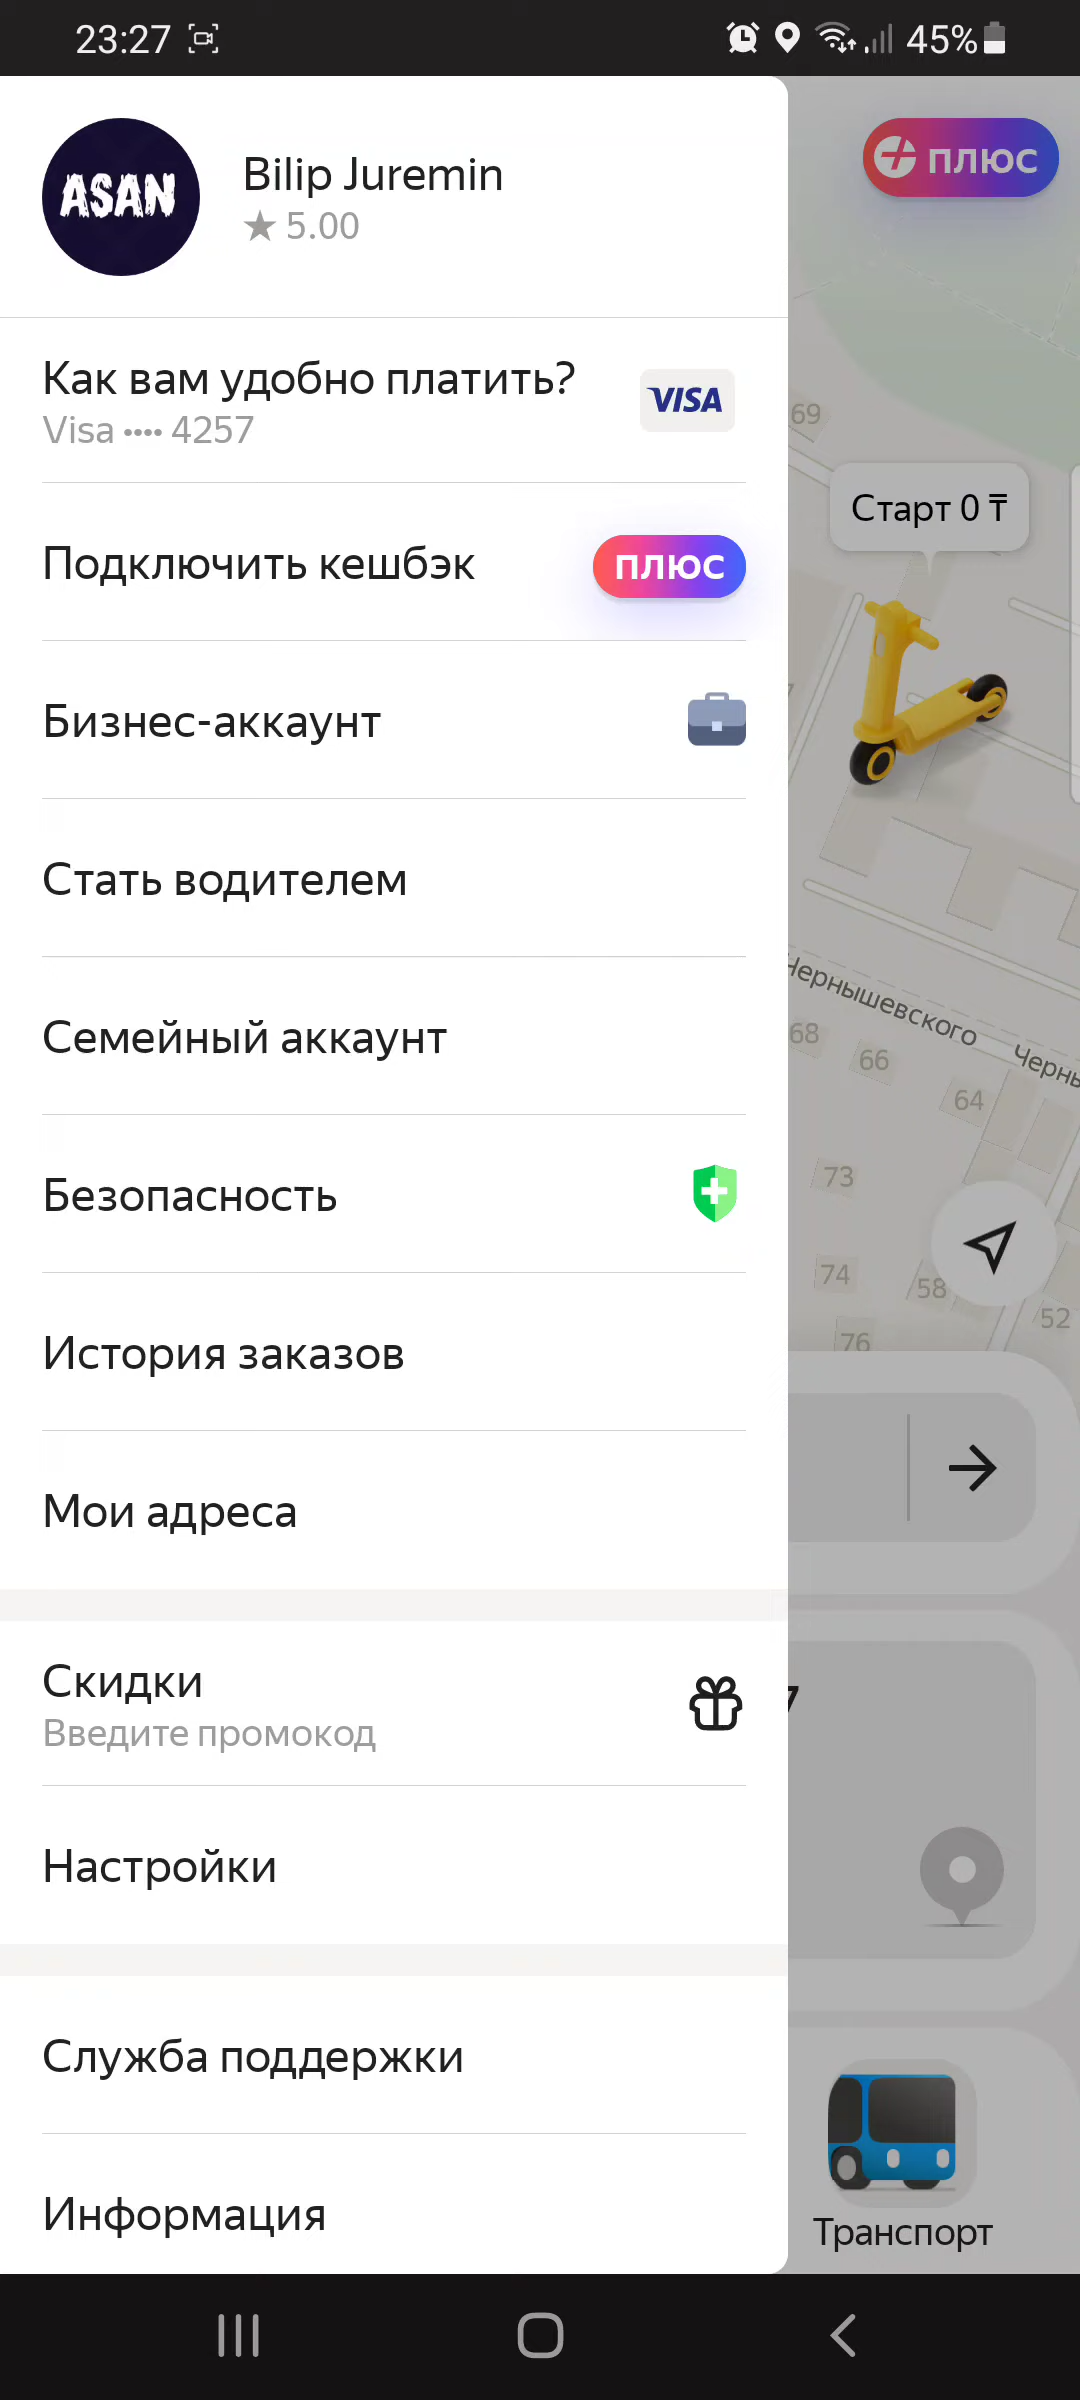 23:27
45%
ASAN
Bilip Juremin
★ 5.00
ПЛЮС
Как вам удобно платить?
Visa •••• 4257
VISA
69
Старт 0 ₸
Подключить кешбэк
ПЛЮС
Бизнес-аккаунт
Стать водителем
Чернышевского
Семейный аккаунт
68
66
64
73
Безопасность
74
58
52
76
История заказов
Мои адреса
Скидки
Введите промокод
Настройки
Служба поддержки
Информация
Транспорт